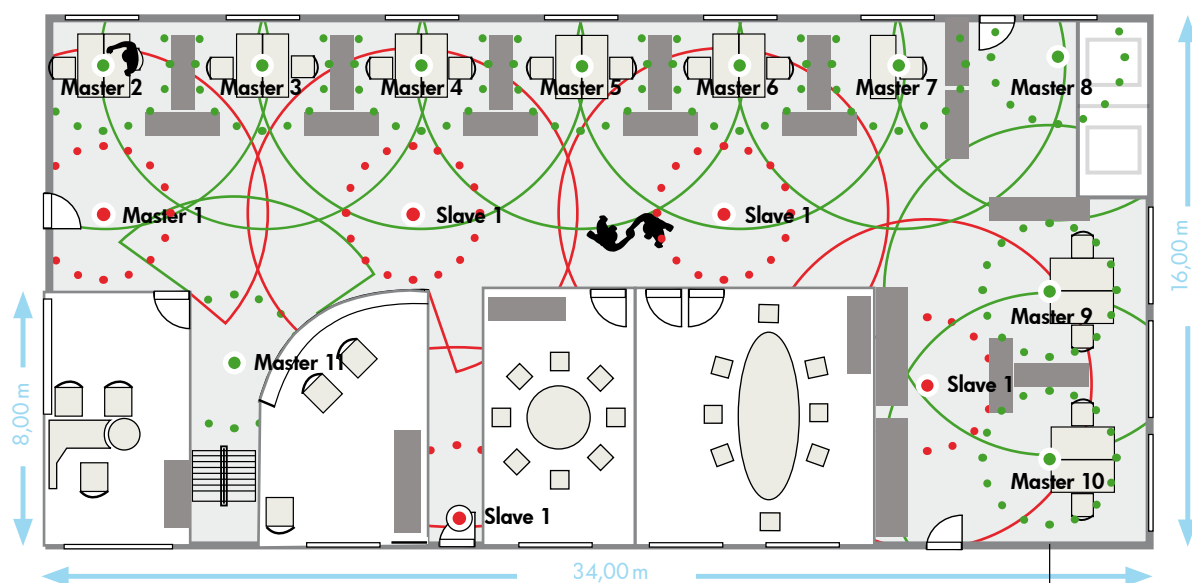 Master 2
Master 3
Master 4
Master 5
Master 6
Master 7
Master 8
Master 1
Slave 1
Slave 1
16,00 m
Master 9
Master 11
Slave 1
8,00 m
Master 10
Slave 1
34,00 m